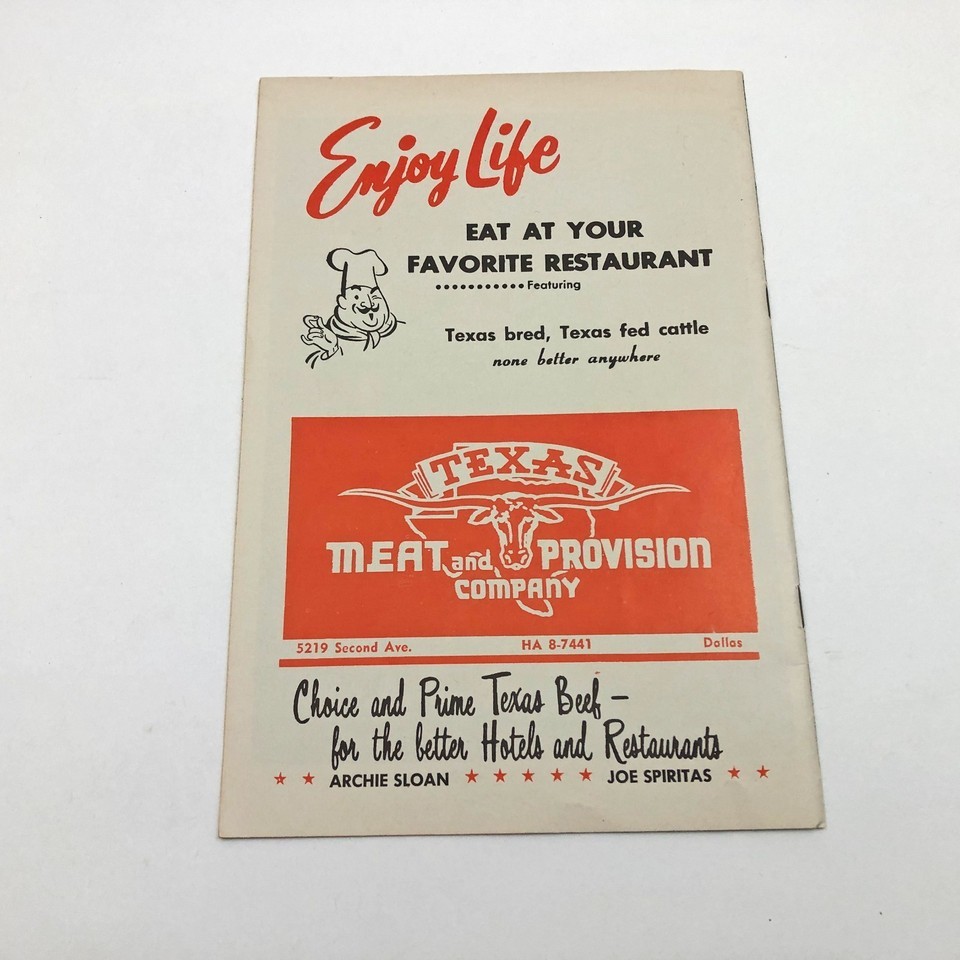 Enjoy Life
EAT AT YOUR
FAVORITE RESTAURANT
...........Featuring
Texas bred, Texas fed cattle
none better anywhere
TEXAS
MEAT and PROVISION
COMPANY
5219 Second Ave. HA 8-7441 Dallas
Choice and Prime Texas Beef –
for the better Hotels and Restaurants
★ ★ ARCHIE SLOAN ★ ★ ★ ★ ★ JOE SPIRITAS ★ ★